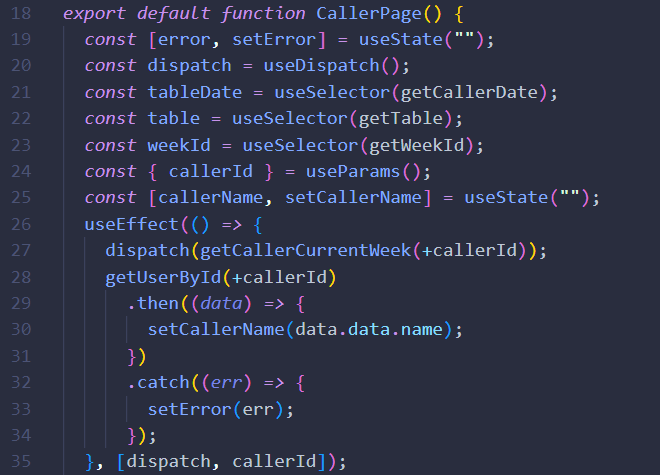 18 export default function CallerPage() {
19 const [error, setError] = useState("");
20 const dispatch = useDispatch();
21 const tableDate = useSelector(getCallerDate);
22 const table = useSelector(getTable);
23 const weekId = useSelector(getWeekId);
24 const { callerId } = useParams();
25 const [callerName, setCallerName] = useState("");
26 useEffect(() => {
27 dispatch(getCallerCurrentWeek(+callerId));
28 getUserById(+callerId)
29 .then((data) => {
30 setCallerName(data.data.name);
31 })
32 .catch((err) => {
33 setError(err);
34 });
35 }, [dispatch, callerId]);